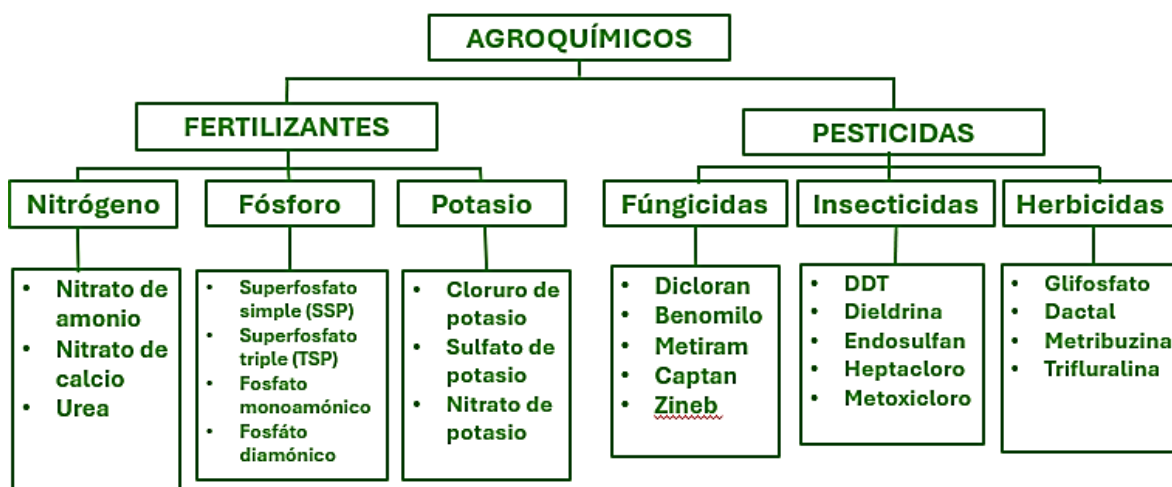 AGROQUÍMICOS
FERTILIZANTES
PESTICIDAS
Nitrógeno
Fósforo
Potasio
Fúngicidas
Insecticidas
Herbicidas
• Nitrato de
amonio
• Nitrato de
calcio
• Urea
• Superfosfato
simple (SSP)
• Superfosfato
triple (TSP)
• Fosfato
monoamónico
• Fosfáto
diamónico
• Cloruro de
potasio
• Sulfato de
potasio
• Nitrato de
potasio
• Dicloran
• Benomilo
• Metiram
• Captan
• Zineb
• DDT
• Dieldrina
• Endosulfan
• Heptacloro
• Metoxicloro
• Glifosfato
• Dactal
• Metribuzina
• Trifluralina